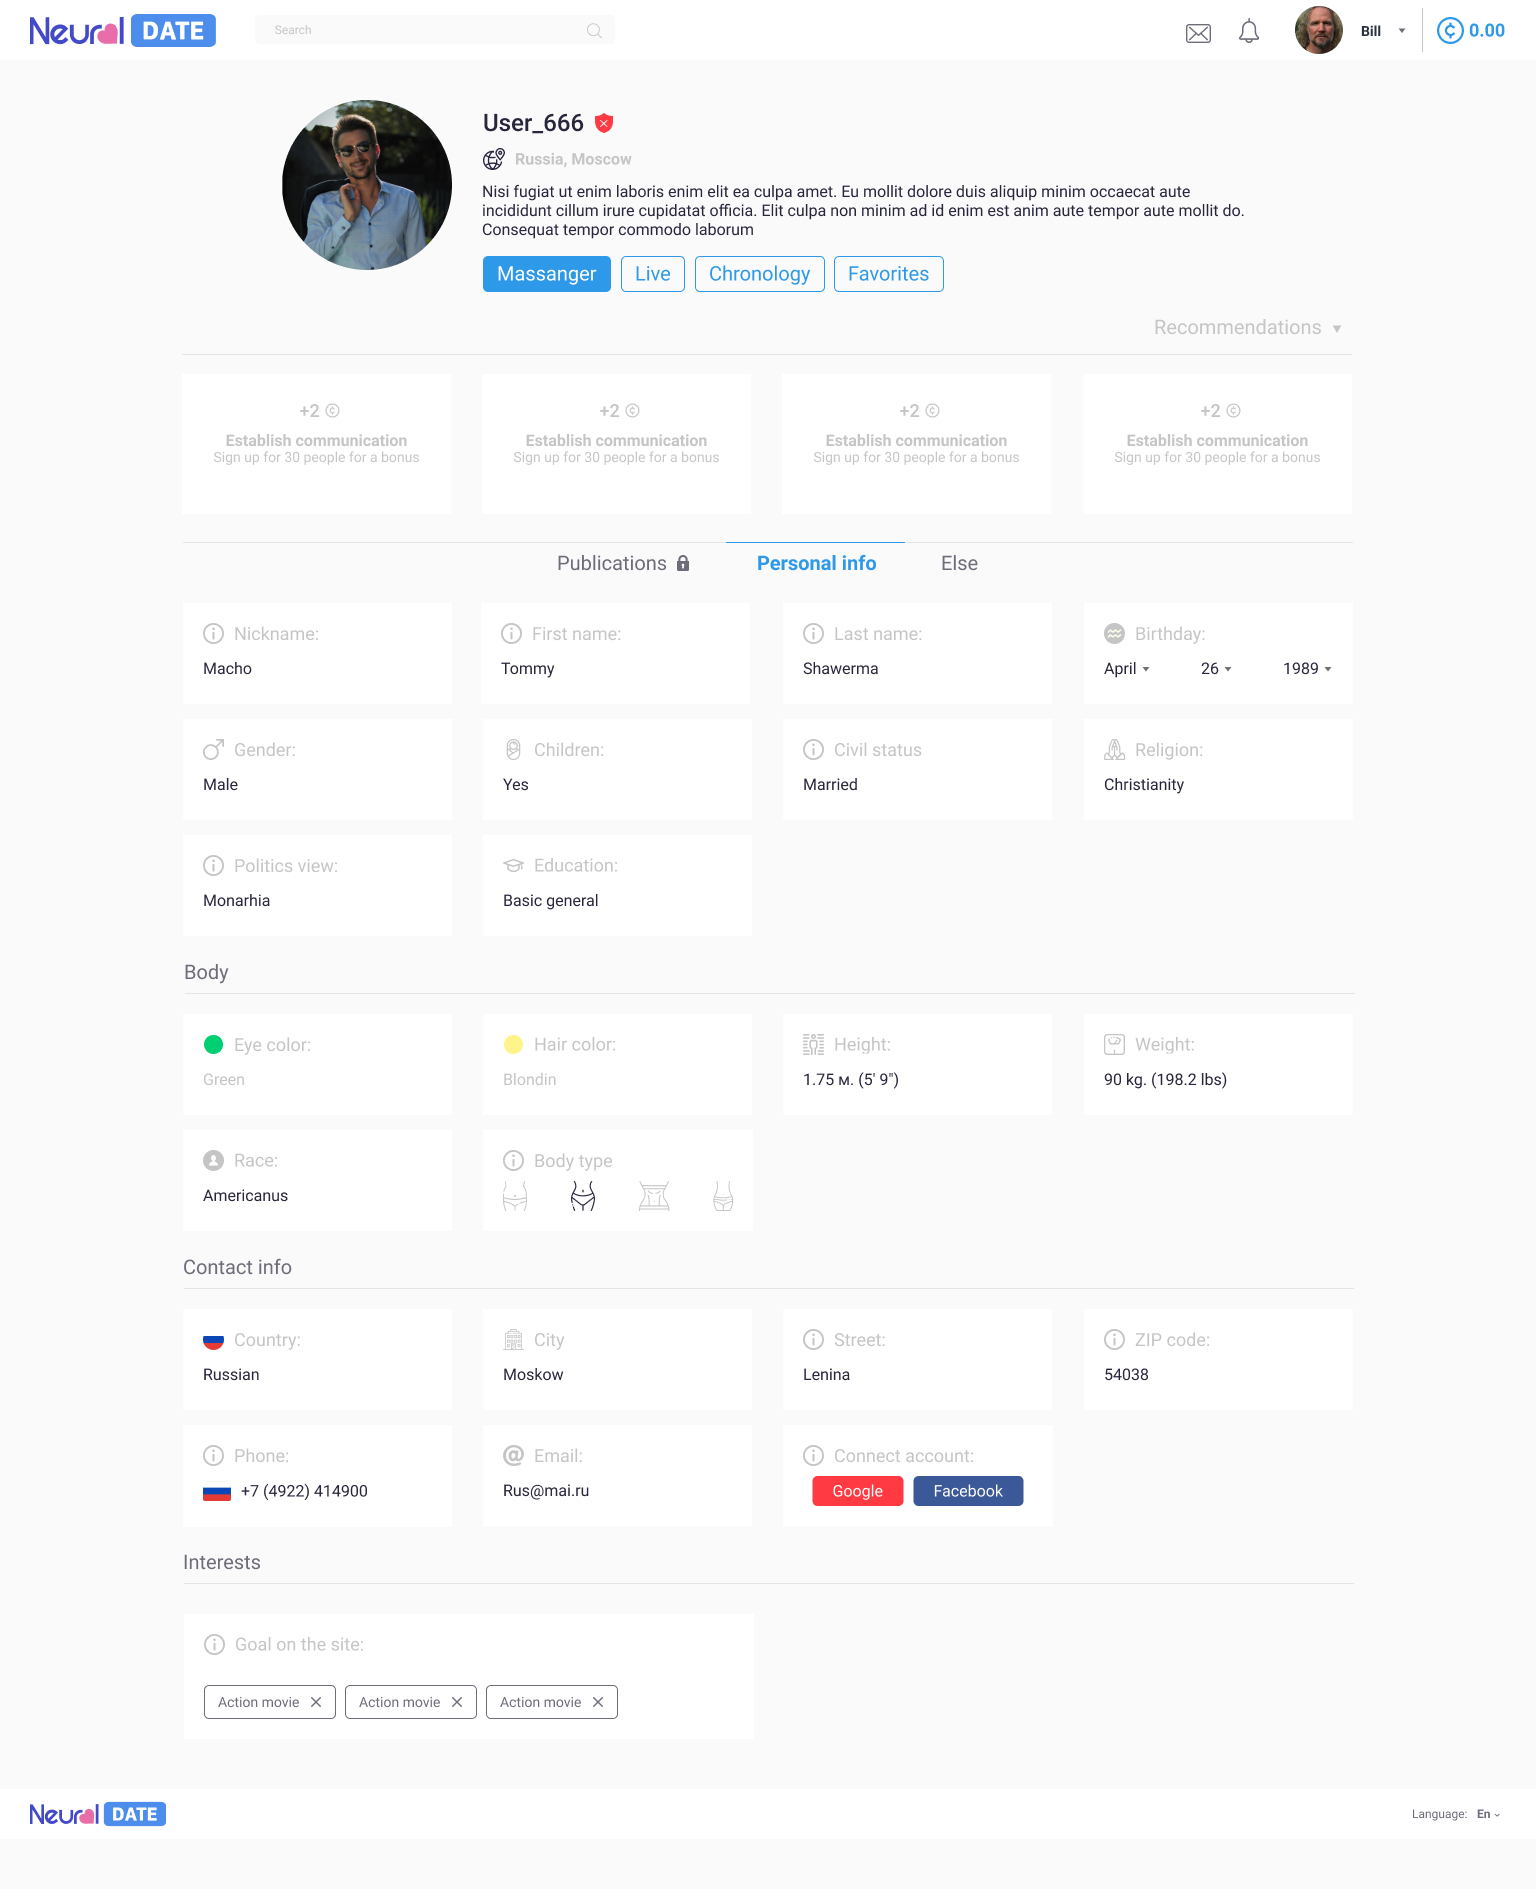 Neural DATE
Search
Bill
0.00
User_666
Russia, Moscow
Nisi fugiat ut enim laboris enim elit ea culpa amet. Eu mollit dolore duis aliquip minim occaecat aute
incididunt cillum irure cupidatat officia. Elit culpa non minim ad id enim est anim aute tempor aute mollit do.
Consequat tempor commodo laborum
Massanger
Live
Chronology
Favorites
Recommendations
+2
Establish communication
Sign up for 30 people for a bonus
+2
Establish communication
Sign up for 30 people for a bonus
+2
Establish communication
Sign up for 30 people for a bonus
+2
Establish communication
Sign up for 30 people for a bonus
Publications
Personal info
Else
Nickname:
Macho
First name:
Tommy
Last name:
Shawerma
Birthday:
April 26 1989
Gender:
Male
Children:
Yes
Civil status
Married
Religion:
Christianity
Politics view:
Monarhia
Education:
Basic general
Body
Eye color:
Green
Hair color:
Blondin
Height:
1.75 м. (5' 9")
Weight:
90 kg. (198.2 lbs)
Race:
Americanus
Body type
Contact info
Country:
Russian
City
Moskow
Street:
Lenina
ZIP code:
54038
Phone:
+7 (4922) 414900
Email:
Rus@mai.ru
Connect account:
Google
Facebook
Interests
Goal on the site:
Action movie
Action movie
Action movie
Neural DATE
Language: En